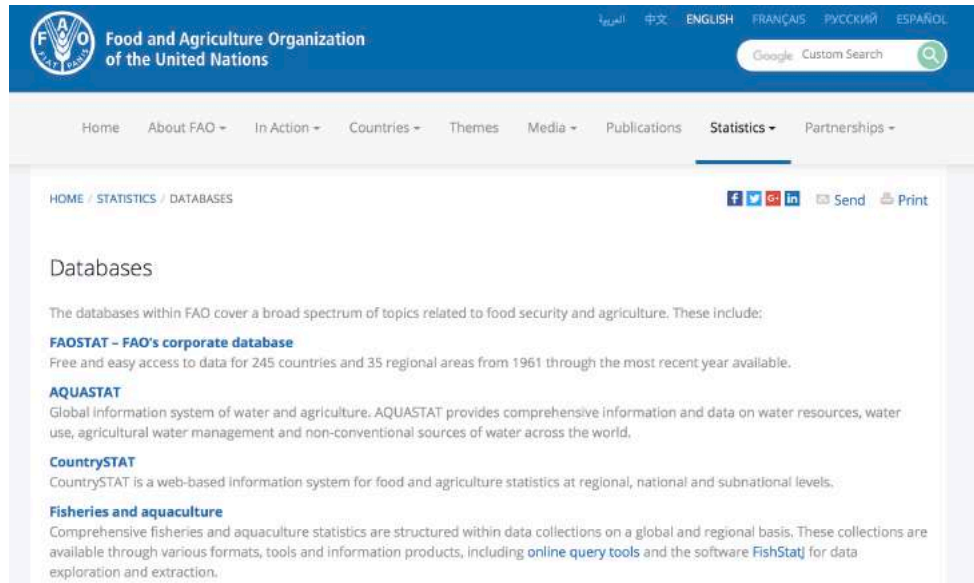 العربية 中文 ENGLISH FRANÇAIS РУССКИЙ ESPAÑOL
Food and Agriculture Organization
of the United Nations
Google Custom Search
Home About FAO In Action Countries Themes Media Publications Statistics Partnerships
HOME / STATISTICS / DATABASES
Send Print
Databases
The databases within FAO cover a broad spectrum of topics related to food security and agriculture. These include:
FAOSTAT – FAO's corporate database
Free and easy access to data for 245 countries and 35 regional areas from 1961 through the most recent year available.
AQUASTAT
Global information system of water and agriculture. AQUASTAT provides comprehensive information and data on water resources, water
use, agricultural water management and non-conventional sources of water across the world.
CountrySTAT
CountrySTAT is a web-based information system for food and agriculture statistics at regional, national and subnational levels.
Fisheries and aquaculture
Comprehensive fisheries and aquaculture statistics are structured within data collections on a global and regional basis. These collections are
available through various formats, tools and information products, including online query tools and the software FishStatJ for data
exploration and extraction.